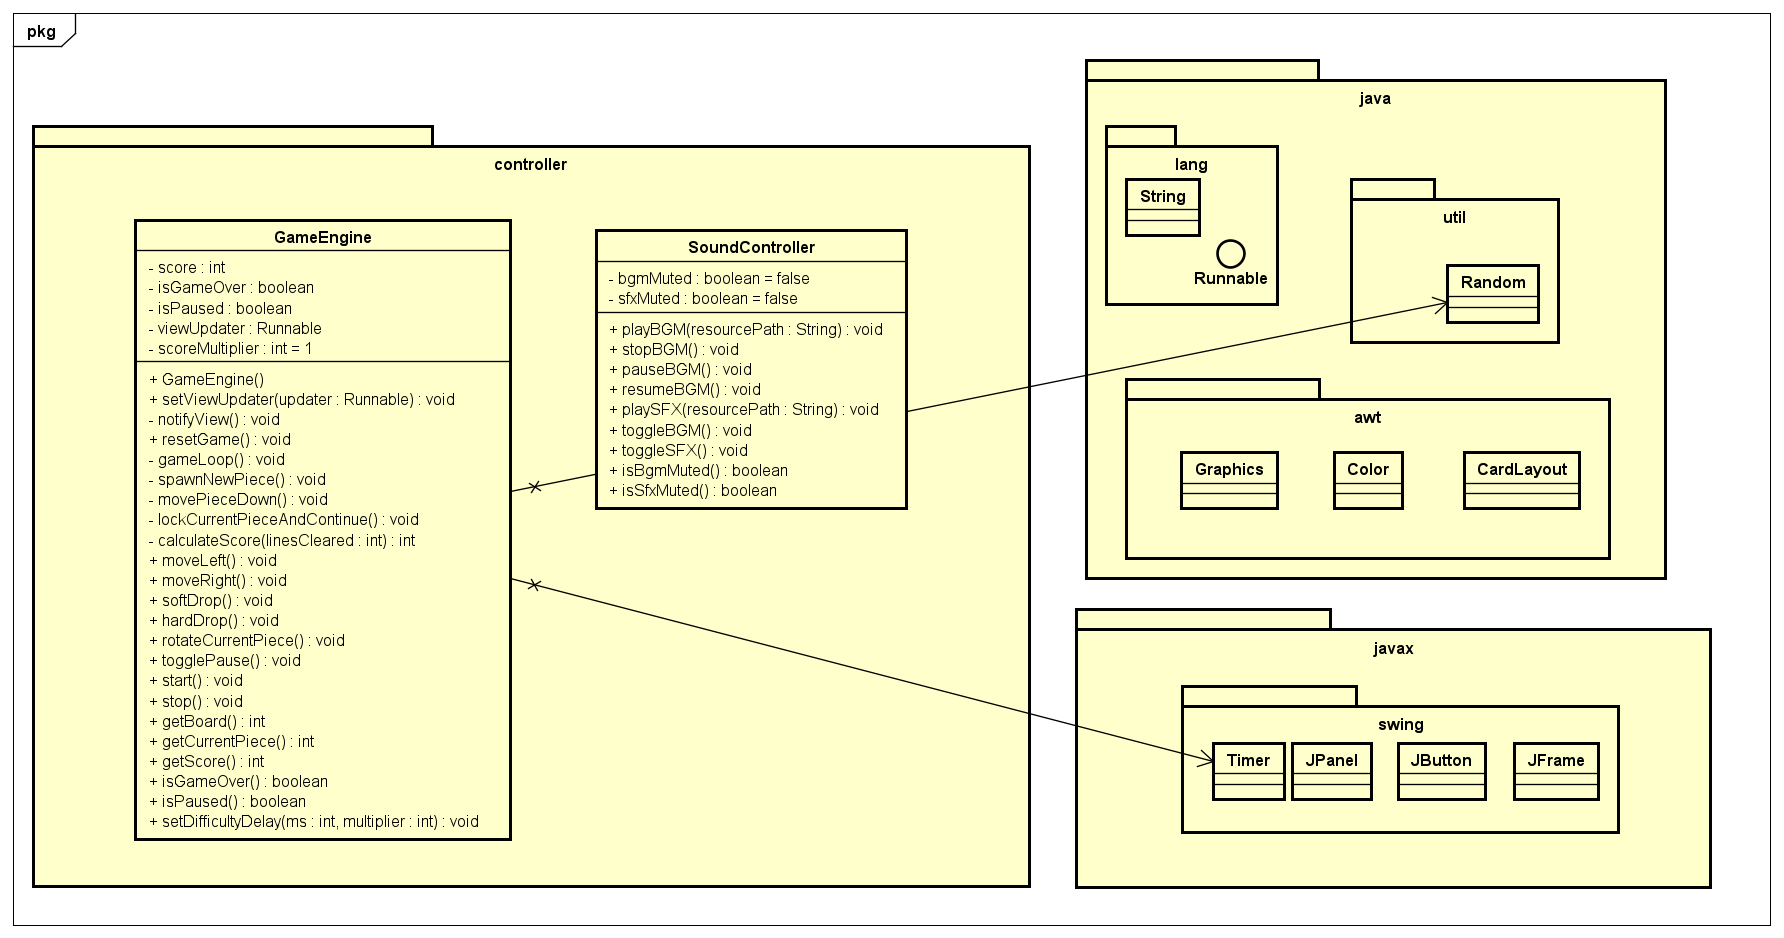 pkg
controller
GameEngine
- score : int
- isGameOver : boolean
- isPaused : boolean
- viewUpdater : Runnable
- scoreMultiplier : int = 1
+ GameEngine()
+ setViewUpdater(updater : Runnable) : void
- notifyView() : void
+ resetGame() : void
- gameLoop() : void
- spawnNewPiece() : void
- movePieceDown() : void
- lockCurrentPieceAndContinue() : void
- calculateScore(linesCleared : int) : int
+ moveLeft() : void
+ moveRight() : void
+ softDrop() : void
+ hardDrop() : void
+ rotateCurrentPiece() : void
+ togglePause() : void
+ start() : void
+ stop() : void
+ getBoard() : int
+ getCurrentPiece() : int
+ getScore() : int
+ isGameOver() : boolean
+ isPaused() : boolean
+ setDifficultyDelay(ms : int, multiplier : int) : void
SoundController
- bgmMuted : boolean = false
- sfxMuted : boolean = false
+ playBGM(resourcePath : String) : void
+ stopBGM() : void
+ pauseBGM() : void
+ resumeBGM() : void
+ playSFX(resourcePath : String) : void
+ toggleBGM() : void
+ toggleSFX() : void
+ isBgmMuted() : boolean
+ isSfxMuted() : boolean
java
lang
String
Runnable
util
Random
awt
Graphics
Color
CardLayout
javax
swing
Timer
JPanel
JButton
JFrame